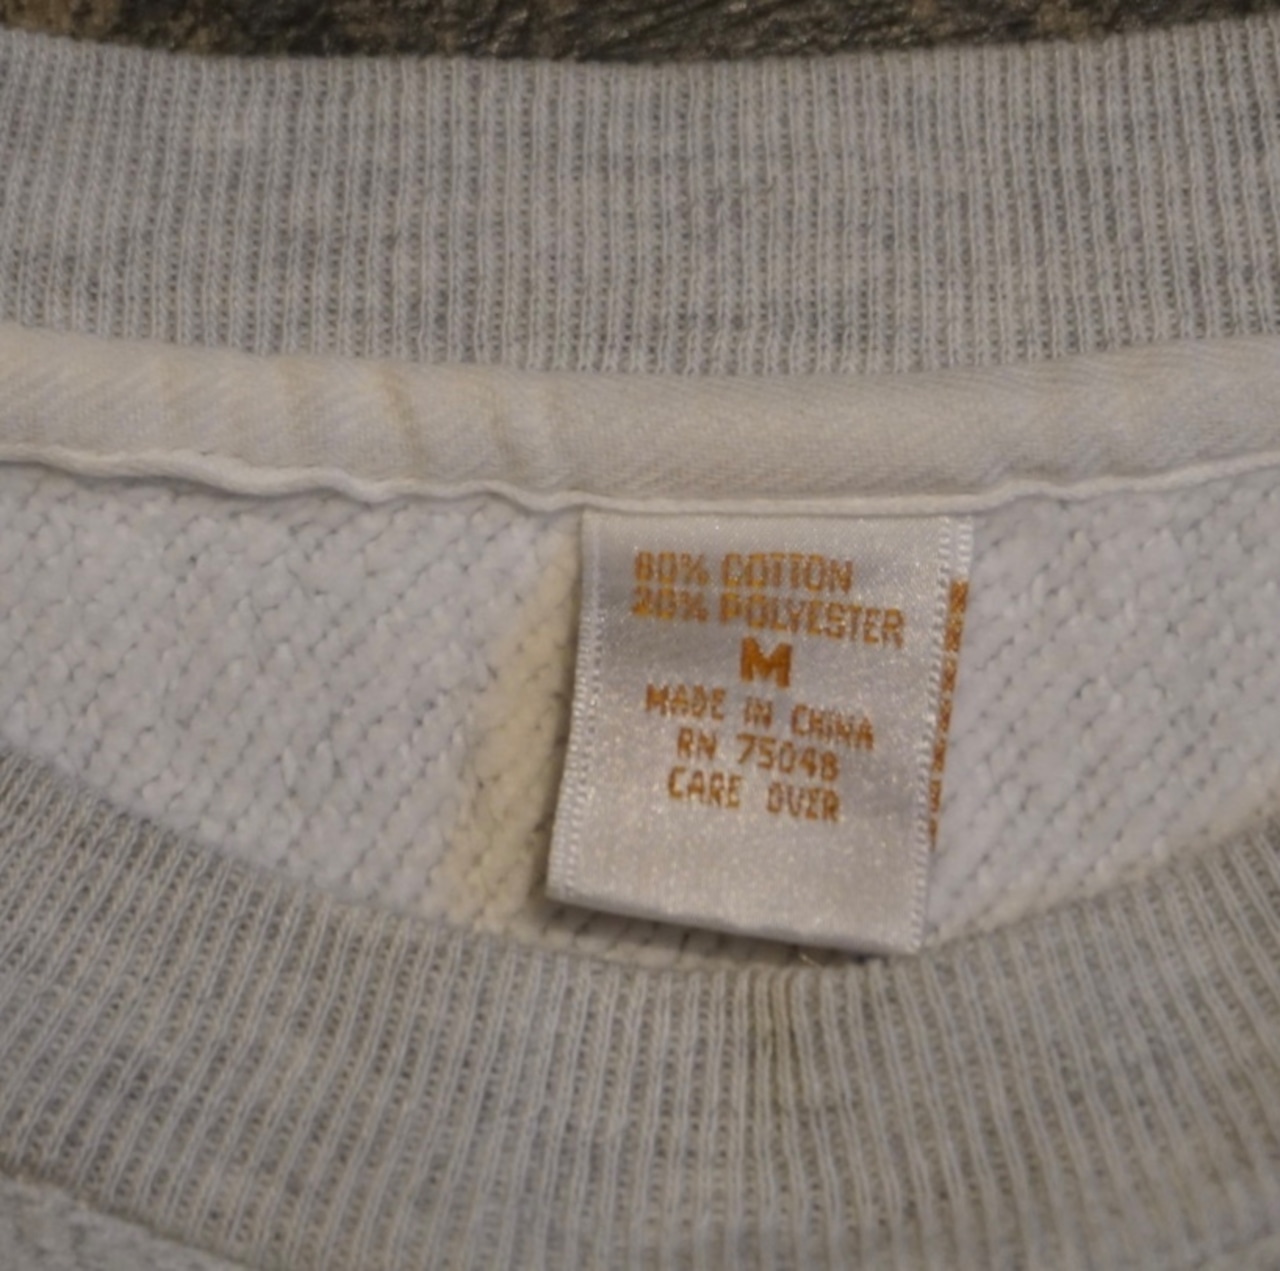 80% COTTON
20% POLYESTER
M
MADE IN CHINA
RN 75048
CARE OVER